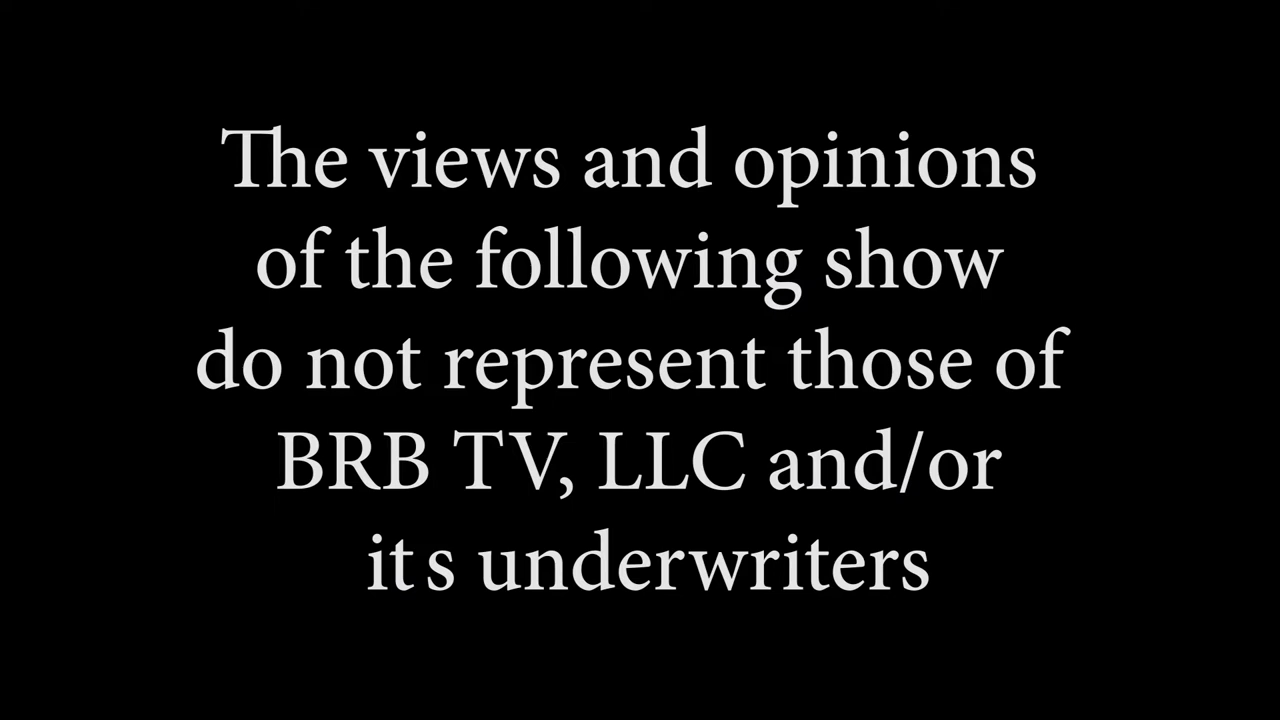 The views and opinions
of the following show
do not represent those of
BRB TV, LLC and/or
its underwriters